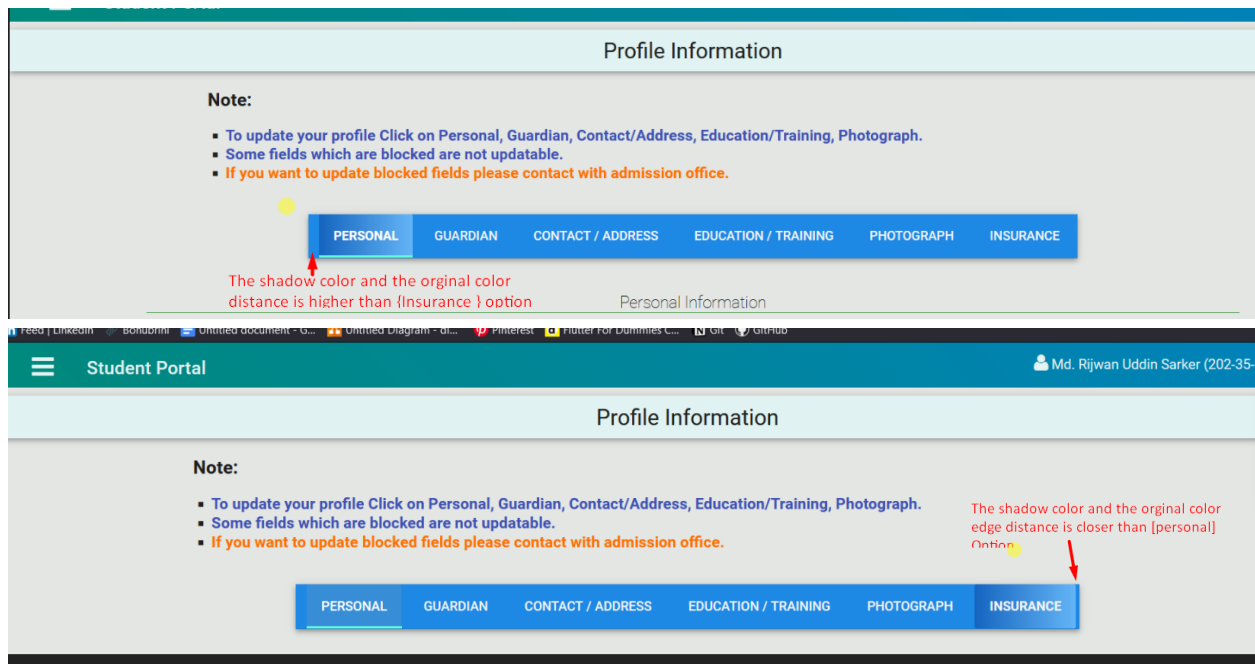 Profile Information
Note:
To update your profile Click on Personal, Guardian, Contact/Address, Education/Training, Photograph.
Some fields which are blocked are not updatable.
If you want to update blocked fields please contact with admission office.
PERSONAL GUARDIAN CONTACT / ADDRESS EDUCATION / TRAINING PHOTOGRAPH INSURANCE
The shadow color and the orginal color
distance is higher than {Insurance } option
Personal Information
Feed | LinkedIn Bohubrihi Untitled document - G... Untitled Diagram - di... Pinterest Flutter For Dummies C... Git GitHub
Student Portal Md. Rijwan Uddin Sarker (202-35-
Profile Information
Note:
To update your profile Click on Personal, Guardian, Contact/Address, Education/Training, Photograph.
Some fields which are blocked are not updatable.
If you want to update blocked fields please contact with admission office.
The shadow color and the orginal color
edge distance is closer than [personal]
Option
PERSONAL GUARDIAN CONTACT / ADDRESS EDUCATION / TRAINING PHOTOGRAPH INSURANCE